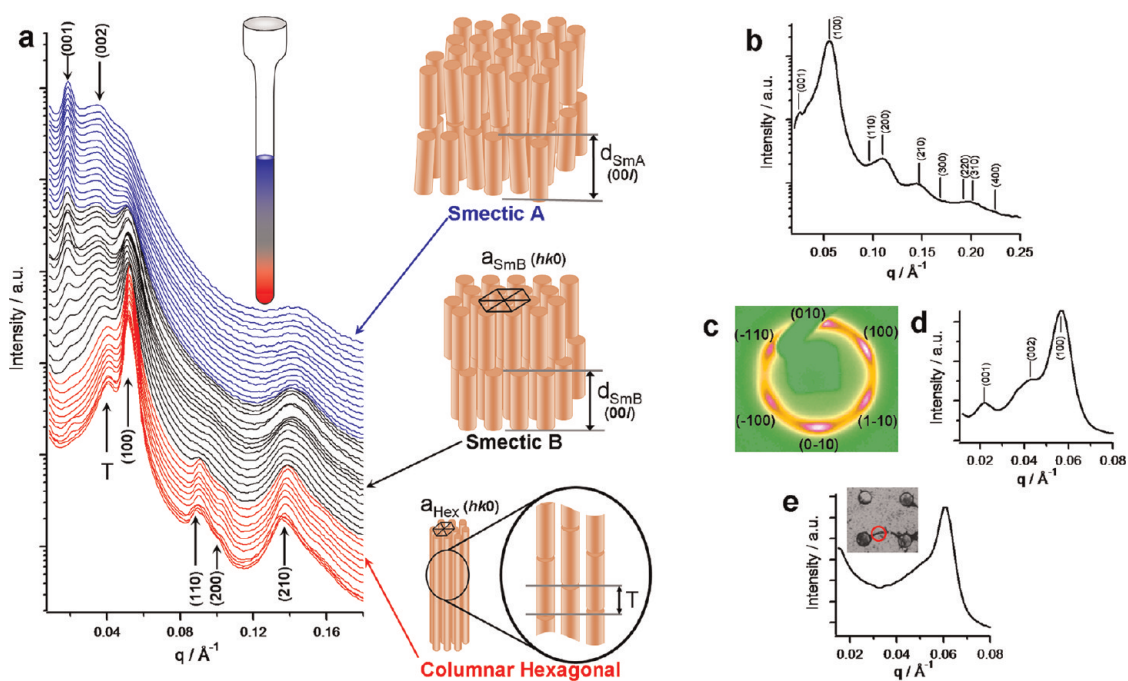 a
(001)
(002)
Intensity / a.u.
T
(100)
(110)
(200)
(210)
0.04
0.08
0.12
0.16
q / Å-1
dSmA
(00l)
Smectic A
aSmB (hk0)
dSmB
(00l)
Smectic B
aHex (hk0)
T
Columnar Hexagonal
b
Intensity / a.u.
(001)
(100)
(110)
(200)
(210)
(300)
(220)
(310)
(400)
0.05
0.10
0.15
0.20
0.25
q / Å-1
c
(010)
(-110)
(100)
(-100)
(1-10)
(0-10)
d
Intensity / a.u.
(001)
(002)
(100)
0.02
0.04
0.06
0.08
q / Å-1
e
Intensity / a.u.
0.02
0.04
0.06
0.08
q / Å-1